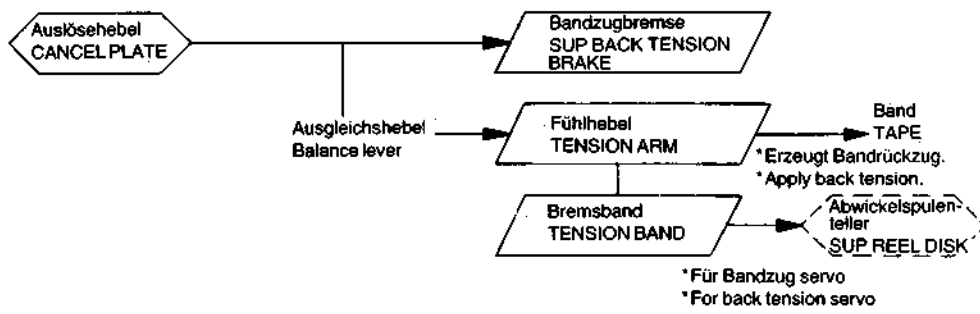 Auslösehebel
CANCEL PLATE
Bandzugbremse
SUP BACK TENSION
BRAKE
Ausgleichshebel
Balance lever
Fühlhebel
TENSION ARM
Band
TAPE
*Erzeugt Bandrückzug.
*Apply back tension.
Bremsband
TENSION BAND
Abwickelspulen-
teller
SUP REEL DISK
*Für Bandzug servo
*For back tension servo